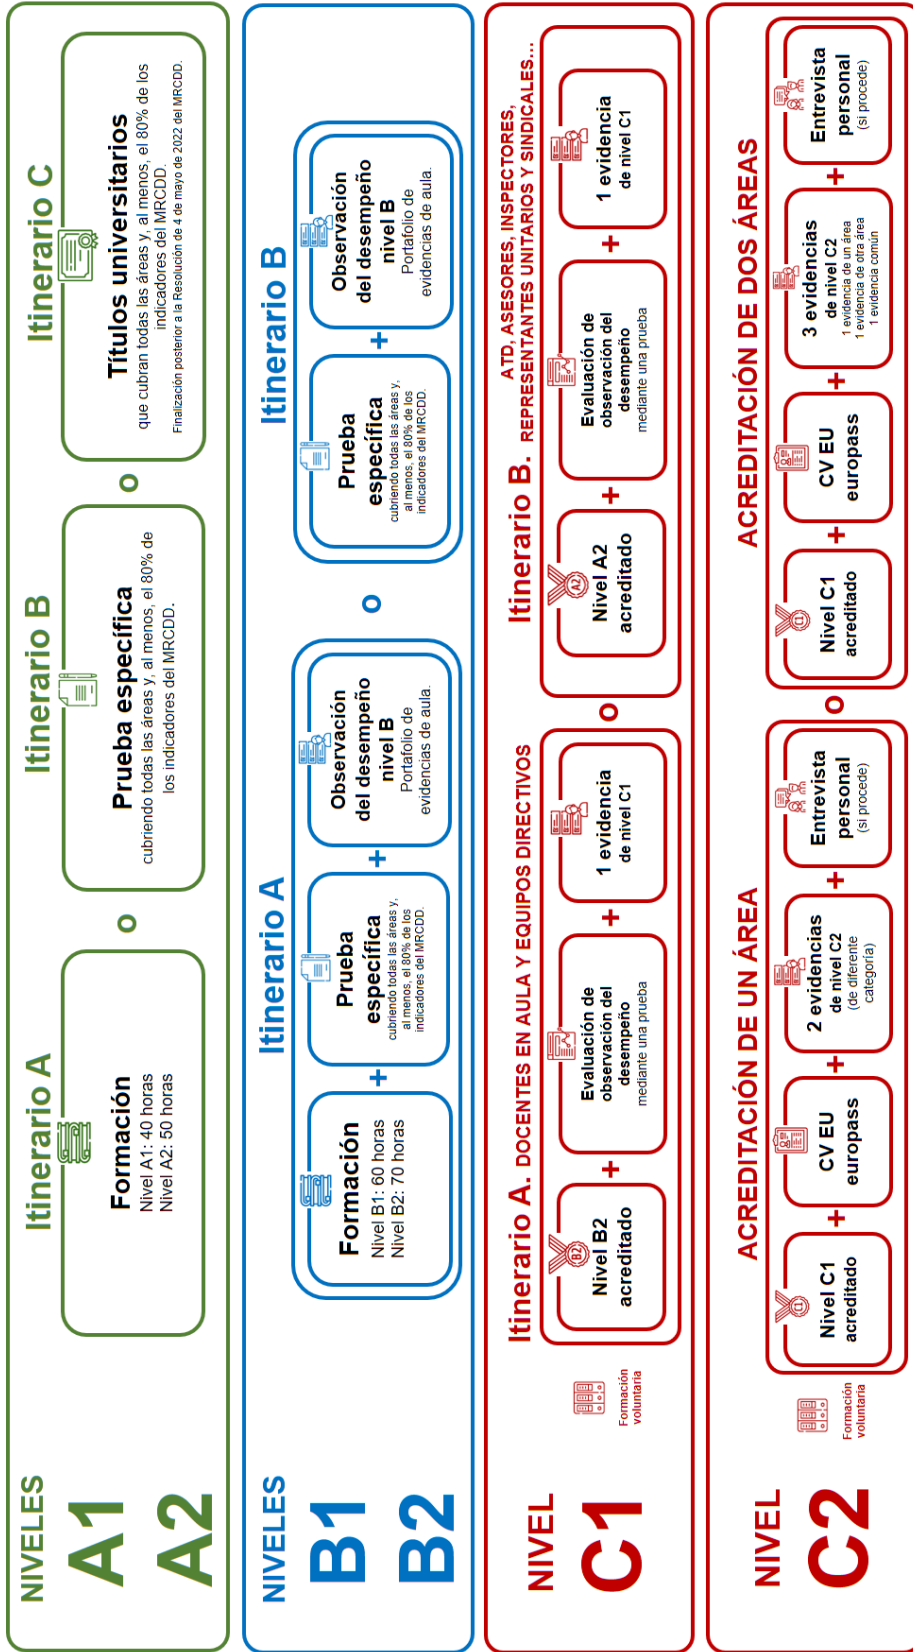 NIVELES
A1
A2
Itinerario A
Formación
Nivel A1: 40 horas
Nivel A2: 50 horas
o
Itinerario B
Prueba específica
cubriendo todas las áreas y, al menos, el 80% de
los indicadores del MRCDD.
o
Itinerario C
Títulos universitarios
que cubran todas las áreas y, al menos, el 80% de los
indicadores del MRCDD.
Finalización posterior a la Resolución de 4 de mayo de 2022 del MRCDD.
NIVELES
B1
B2
Itinerario A
Formación
Nivel B1: 60 horas
Nivel B2: 70 horas
+
Prueba
específica
cubriendo todas las áreas y,
al menos, el 80% de los
indicadores del MRCDD.
+
Observación
del desempeño
nivel B
Portafolio de
evidencias de aula.
o
Itinerario B
Prueba
específica
cubriendo todas las áreas y,
al menos, el 80% de los
indicadores del MRCDD.
+
Observación
del desempeño
nivel B
Portafolio de
evidencias de aula.
NIVEL
C1
Formación
voluntaria
Itinerario A. DOCENTES EN AULA Y EQUIPOS DIRECTIVOS
B2
Nivel B2
acreditado
+
Evaluación de
observación del
desempeño
mediante una prueba
+
1 evidencia
de nivel C1
o
Itinerario B. ATD, ASESORES, INSPECTORES,
REPRESENTANTES UNITARIOS Y SINDICALES...
A2
Nivel A2
acreditado
+
Evaluación de
observación del
desempeño
mediante una prueba
+
1 evidencia
de nivel C1
NIVEL
C2
Formación
voluntaria
ACREDITACIÓN DE UN ÁREA
C1
Nivel C1
acreditado
+
CV EU
europass
+
2 evidencias
de nivel C2
(de diferente
categoría)
+
Entrevista
personal
(si procede)
o
ACREDITACIÓN DE DOS ÁREAS
C1
Nivel C1
acreditado
+
CV EU
europass
+
3 evidencias
de nivel C2
1 evidencia de un área
1 evidencia de otra área
1 evidencia común
+
Entrevista
personal
(si procede)